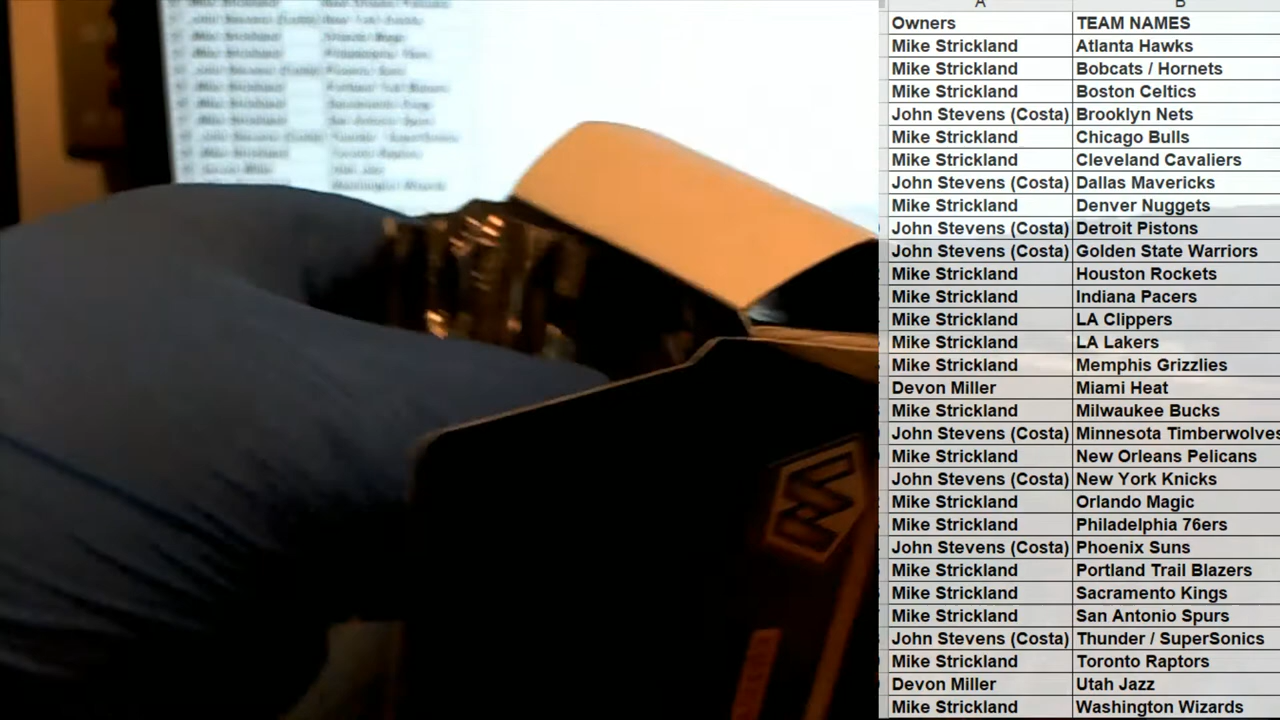 A B
Owners TEAM NAMES
Mike Strickland Atlanta Hawks
Mike Strickland Bobcats / Hornets
Mike Strickland Boston Celtics
John Stevens (Costa) Brooklyn Nets
Mike Strickland Chicago Bulls
Mike Strickland Cleveland Cavaliers
John Stevens (Costa) Dallas Mavericks
Mike Strickland Denver Nuggets
John Stevens (Costa) Detroit Pistons
John Stevens (Costa) Golden State Warriors
Mike Strickland Houston Rockets
Mike Strickland Indiana Pacers
Mike Strickland LA Clippers
Mike Strickland LA Lakers
Mike Strickland Memphis Grizzlies
Devon Miller Miami Heat
Mike Strickland Milwaukee Bucks
John Stevens (Costa) Minnesota Timberwolves
Mike Strickland New Orleans Pelicans
John Stevens (Costa) New York Knicks
Mike Strickland Orlando Magic
Mike Strickland Philadelphia 76ers
John Stevens (Costa) Phoenix Suns
Mike Strickland Portland Trail Blazers
Mike Strickland Sacramento Kings
Mike Strickland San Antonio Spurs
John Stevens (Costa) Thunder / SuperSonics
Mike Strickland Toronto Raptors
Devon Miller Utah Jazz
Mike Strickland Washington Wizards